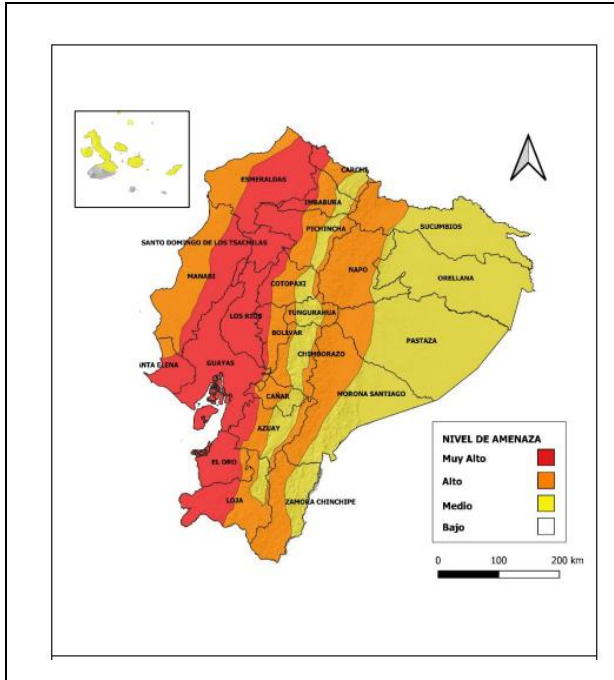 ESMERALDAS
CARCHI
IMBABURA
PICHINCHA
SUCUMBIOS
SANTO DOMINGO DE LOS TSACHILAS
MANABI
NAPO
ORELLANA
COTOPAXI
LOS RIOS
TUNGURAHUA
BOLIVAR
PASTAZA
CHIMBORAZO
ANTA ELENA
GUAYAS
MORONA SANTIAGO
CAÑAR
AZUAY
EL ORO
LOJA
ZAMORA CHINCHIPE
NIVEL DE AMENAZA
Muy Alto
Alto
Medio
Bajo
0 100 200 km